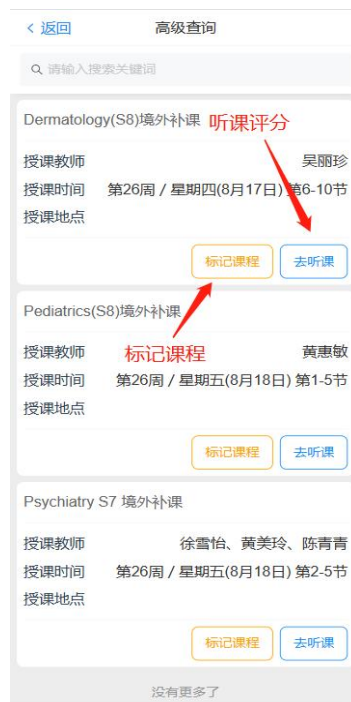 < 返回 高级查询
请输入搜索关键词
Dermatology(S8)境外补课 听课评分
授课教师 吴丽珍
授课时间 第26周 / 星期四(8月17日) 第6-10节
授课地点
标记课程 去听课
Pediatrics(S8)境外补课
授课教师 标记课程 黄惠敏
授课时间 第26周 / 星期五(8月18日) 第1-5节
授课地点
标记课程 去听课
Psychiatry S7 境外补课
授课教师 徐雪怡、黄美玲、陈青青
授课时间 第26周 / 星期五(8月18日) 第2-5节
授课地点
标记课程 去听课
没有更多了